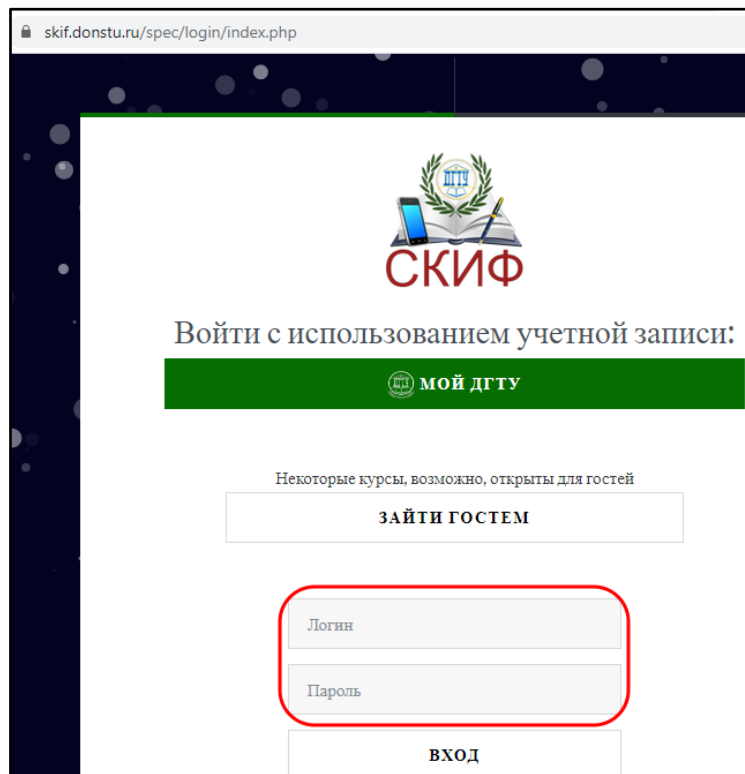 skif.donstu.ru/spec/login/index.php
ДГТУ
СКИФ
Войти с использованием учетной записи:
МОЙ ДГТУ
Некоторые курсы, возможно, открыты для гостей
ЗАЙТИ ГОСТЕМ
Логин
Пароль
ВХОД